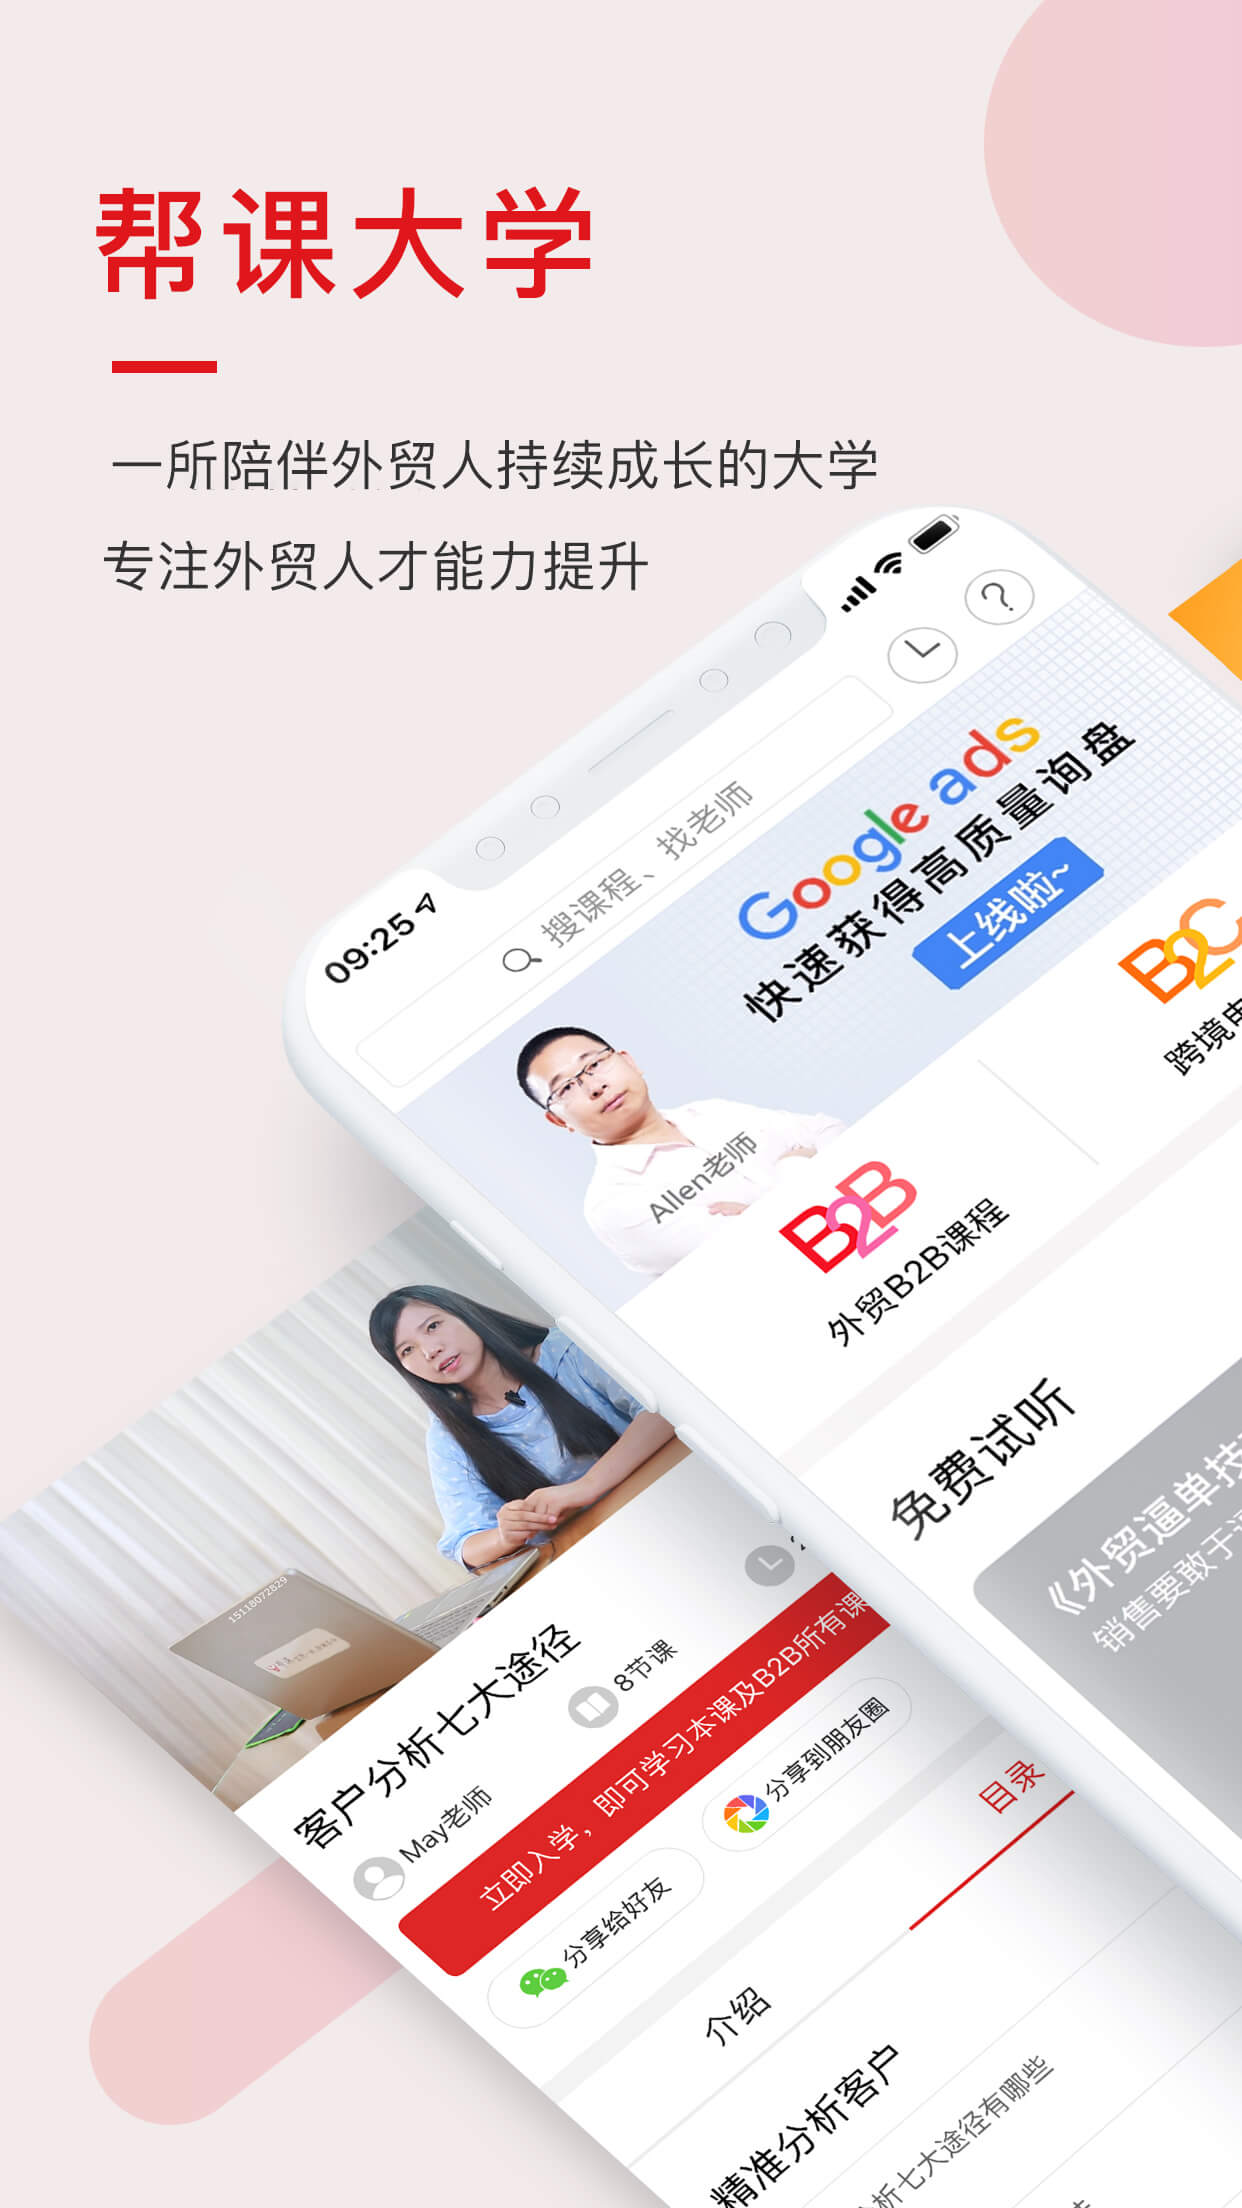 帮课大学
一所陪伴外贸人持续成长的大学
专注外贸人才能力提升
09:25
搜课程、找老师
Google ads
快速获得高质量询盘
上线啦~
Allen老师
B2B
外贸B2B课程
B2C
跨境电
免费试听
《外贸逼单技
销售要敢于
15118072829
客户分析七大途径
May老师
8节课
立即入学，即可学习本课及B2B所有课
分享给好友
分享到朋友圈
介绍
目录
精准分析客户
析七大途径有哪些